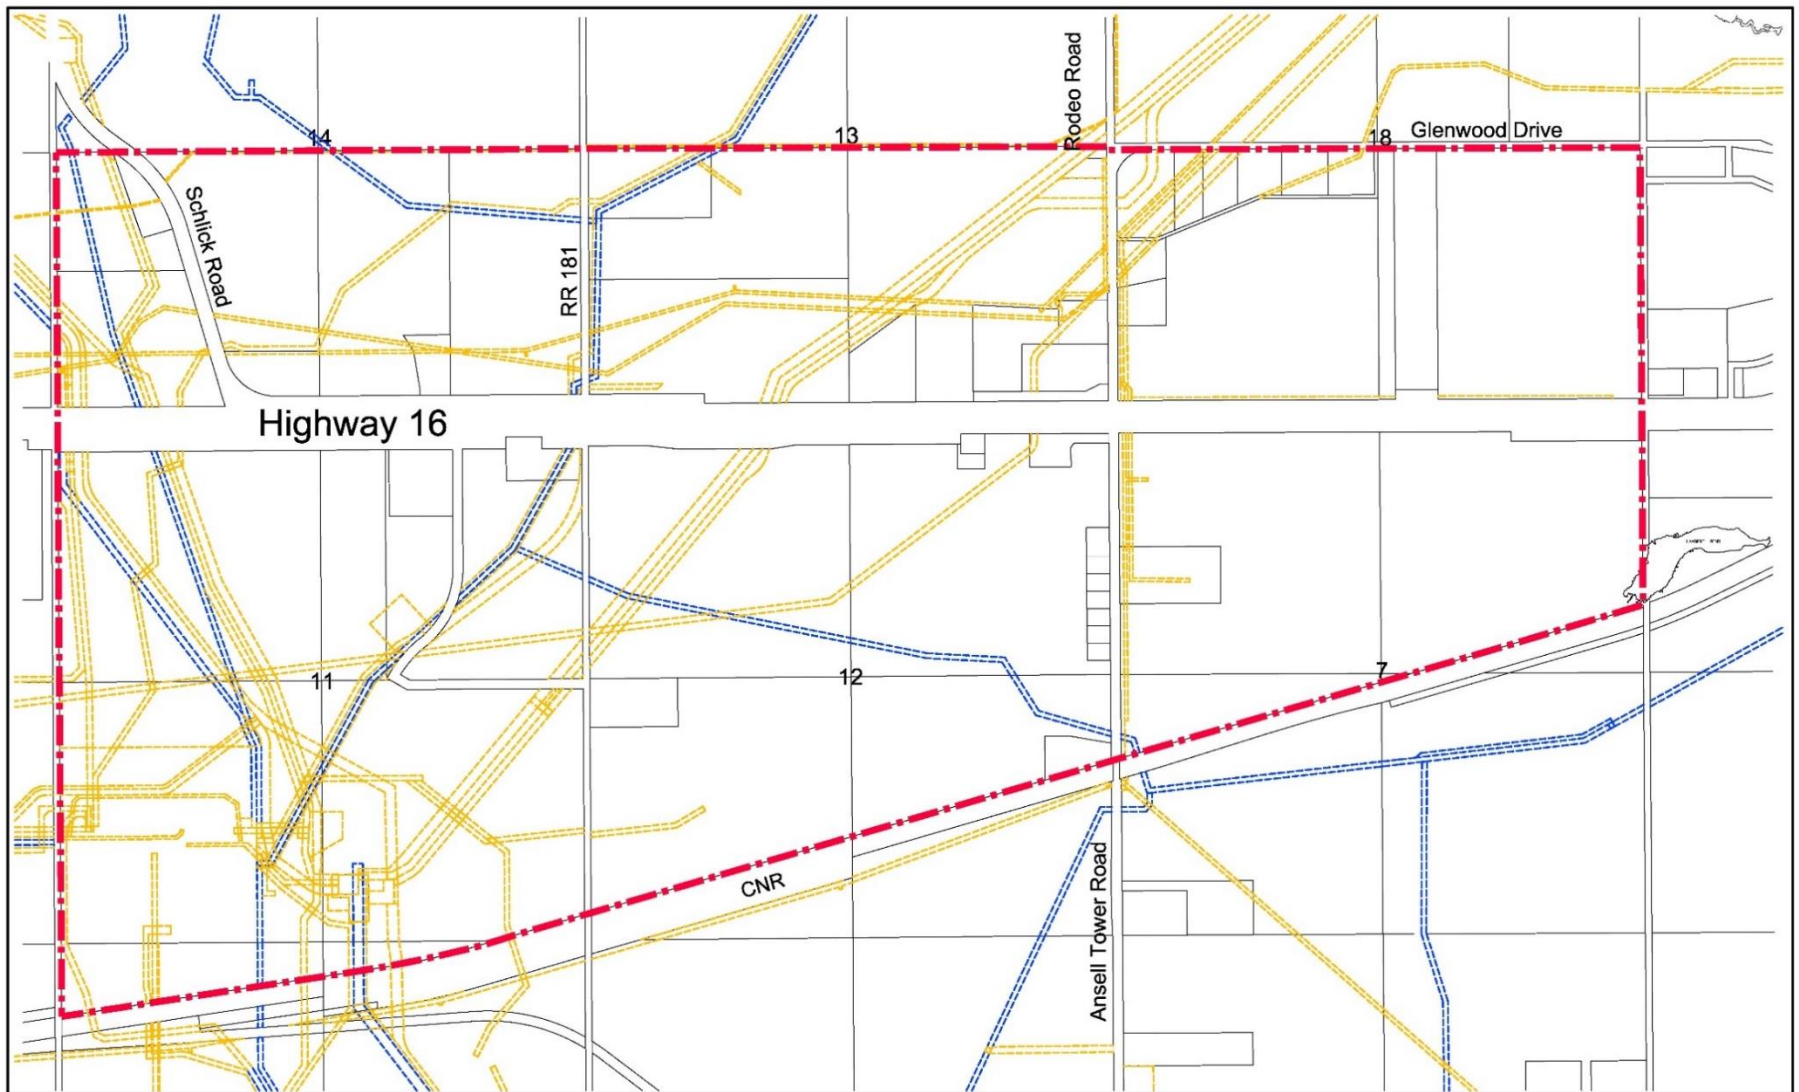 Rodeo Road
14
13
18
Glenwood Drive
Schlick Road
RR 181
Highway 16
11
12
7
CNR
Ansell Tower Road